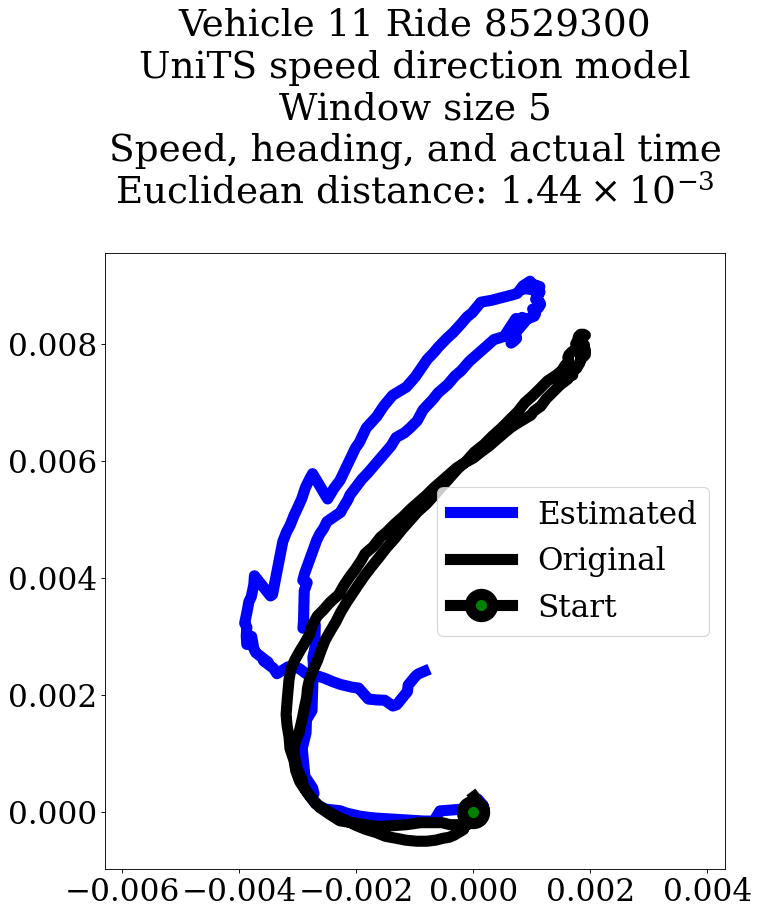 Vehicle 11 Ride 8529300
UniTS speed direction model
Window size 5
Speed, heading, and actual time
Euclidean distance: 1.44 × 10⁻³
0.008
0.006
Estimated
Original
0.004
Start
0.002
0.000
−0.006 −0.004 −0.002 0.000 0.002 0.004